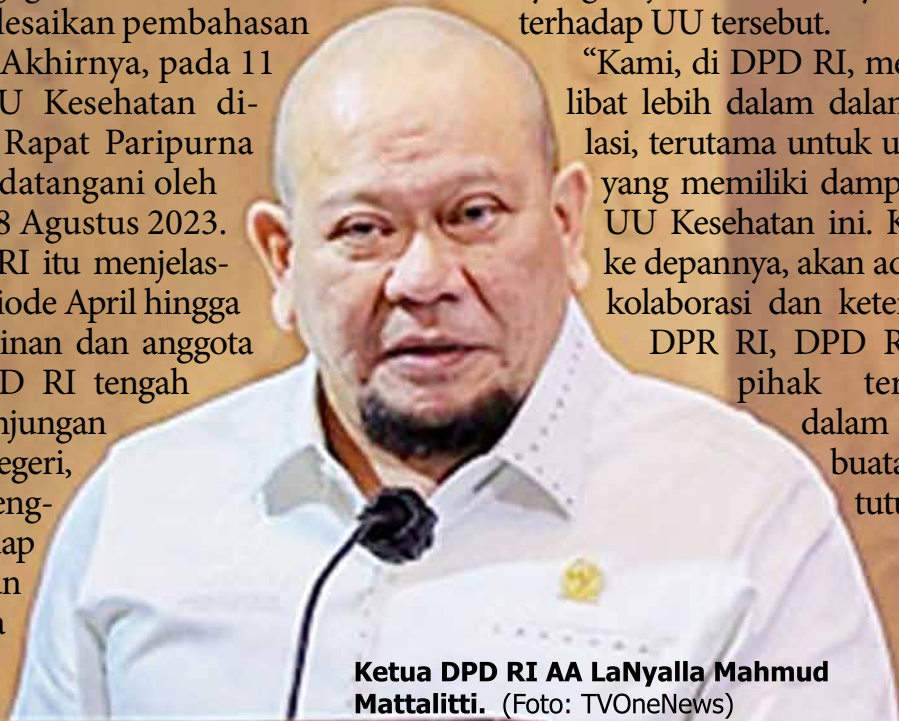 lesaikan pembahasan
Akhirnya, pada 11
U Kesehatan di-
Rapat Paripurna
datangani oleh
8 Agustus 2023.
RI itu menjelas-
iode April hingga
inan dan anggota
D RI tengah
njungan
egeri,
eng-
ap
an
a
terhadap UU tersebut.
“Kami, di DPD RI, me
libat lebih dalam dalam
lasi, terutama untuk u
yang memiliki damp
UU Kesehatan ini. K
ke depannya, akan ad
kolaborasi dan keter
DPR RI, DPD R
pihak ter
dalam
buata
tutu
Ketua DPD RI AA LaNyalla Mahmud
Mattalitti. (Foto: TVOneNews)